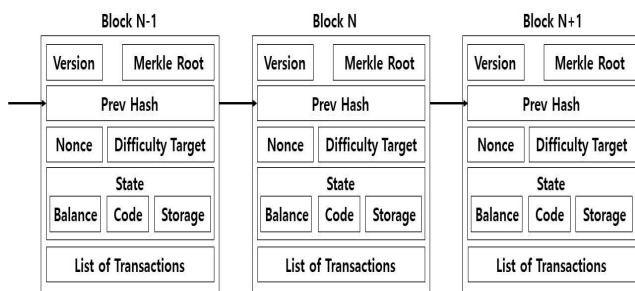 Block N-1 Block N Block N+1
Version Merkle Root Version Merkle Root Version Merkle Root
Prev Hash Prev Hash Prev Hash
Nonce Difficulty Target Nonce Difficulty Target Nonce Difficulty Target
State State State
Balance Code Storage Balance Code Storage Balance Code Storage
List of Transactions List of Transactions List of Transactions